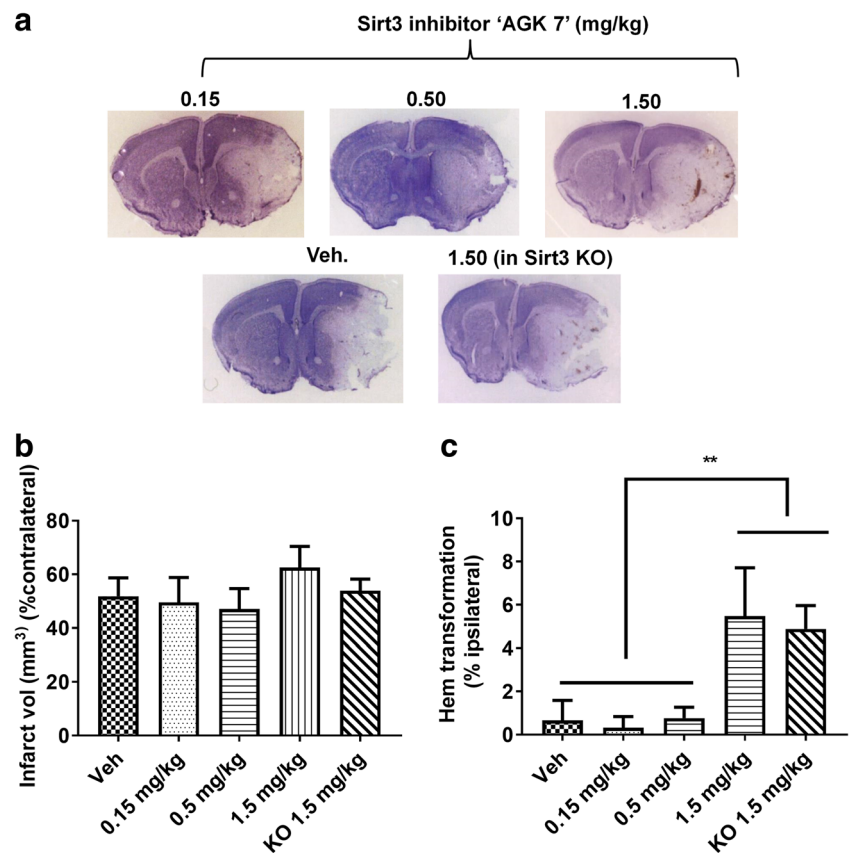 a
Sirt3 inhibitor ‘AGK 7’ (mg/kg)
0.15 0.50 1.50
Veh. 1.50 (in Sirt3 KO)
b
Infarct vol (mm³⁾ (%contralateral)
80
60
40
20
0
Veh
0.15 mg/kg
0.5 mg/kg
1.5 mg/kg
KO 1.5 mg/kg
c
**
Hem transformation
(% ipsilateral)
10
8
6
4
2
0
Veh
0.15 mg/kg
0.5 mg/kg
1.5 mg/kg
KO 1.5 mg/kg